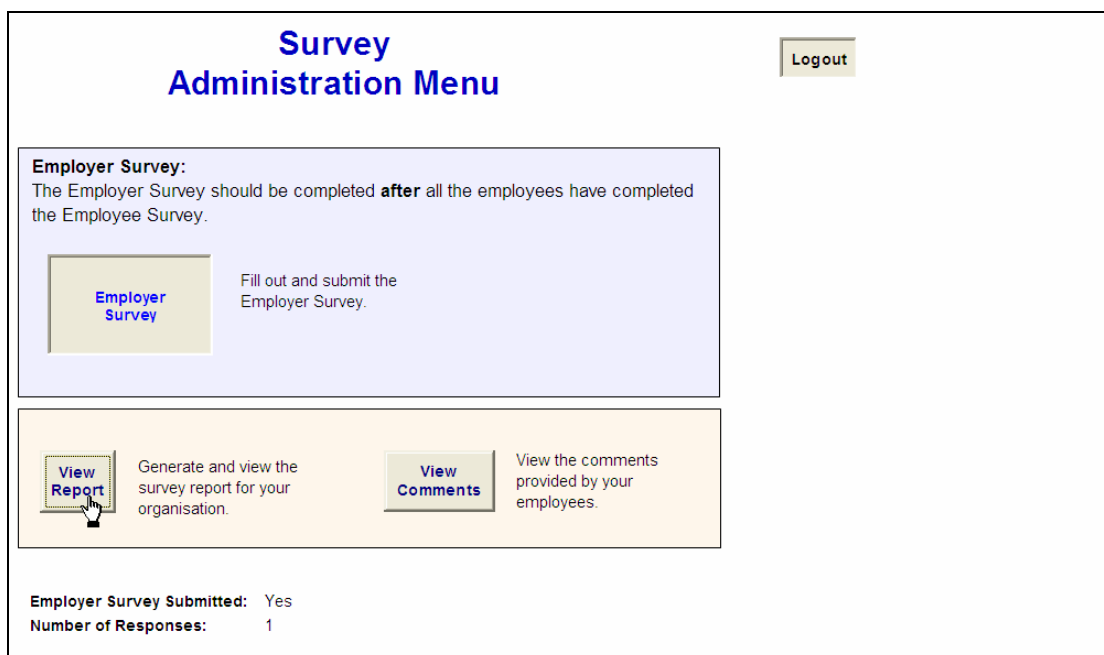 Survey
Administration Menu
Logout
Employer Survey:
The Employer Survey should be completed after all the employees have completed
the Employee Survey.
Employer
Survey
Fill out and submit the
Employer Survey.
View
Report
Generate and view the
survey report for your
organisation.
View
Comments
View the comments
provided by your
employees.
Employer Survey Submitted: Yes
Number of Responses: 1